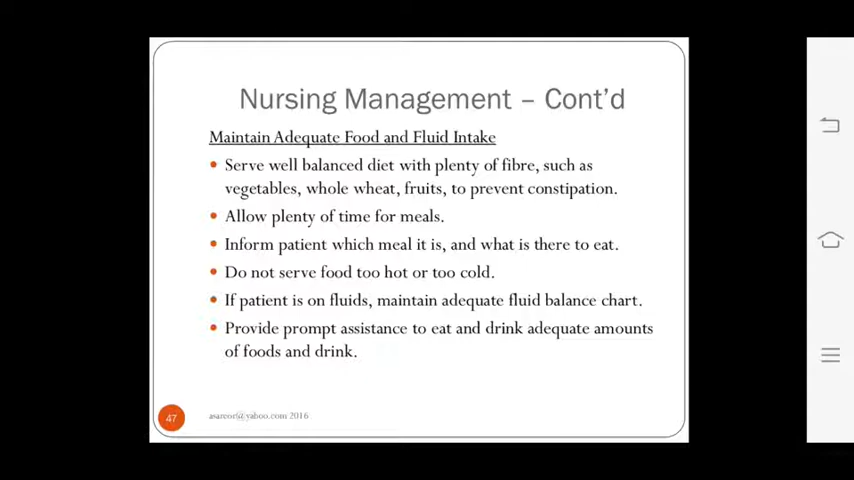 Nursing Management – Cont'd
Maintain Adequate Food and Fluid Intake
• Serve well balanced diet with plenty of fibre, such as
vegetables, whole wheat, fruits, to prevent constipation.
• Allow plenty of time for meals.
• Inform patient which meal it is, and what is there to eat.
• Do not serve food too hot or too cold.
• If patient is on fluids, maintain adequate fluid balance chart.
• Provide prompt assistance to eat and drink adequate amounts
of foods and drink.
47
asareor@yahoo.com 2016